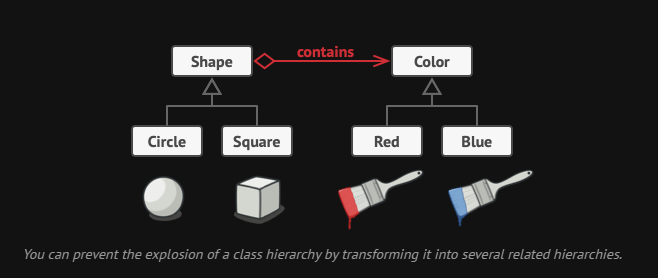 contains
Shape
Color
Circle
Square
Red
Blue
You can prevent the explosion of a class hierarchy by transforming it into several related hierarchies.